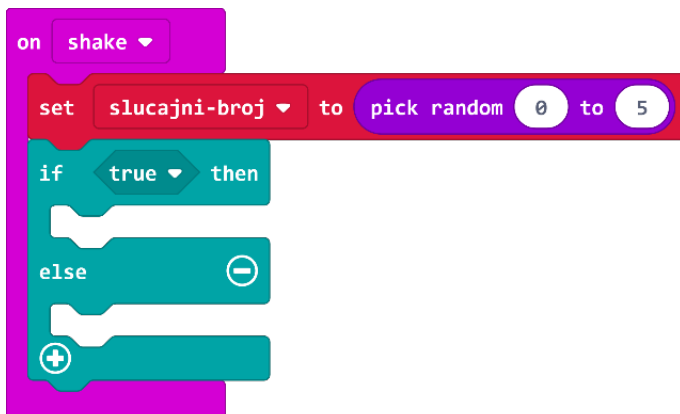 on shake
set slucajni-broj to pick random 0 to 5
if true then
else